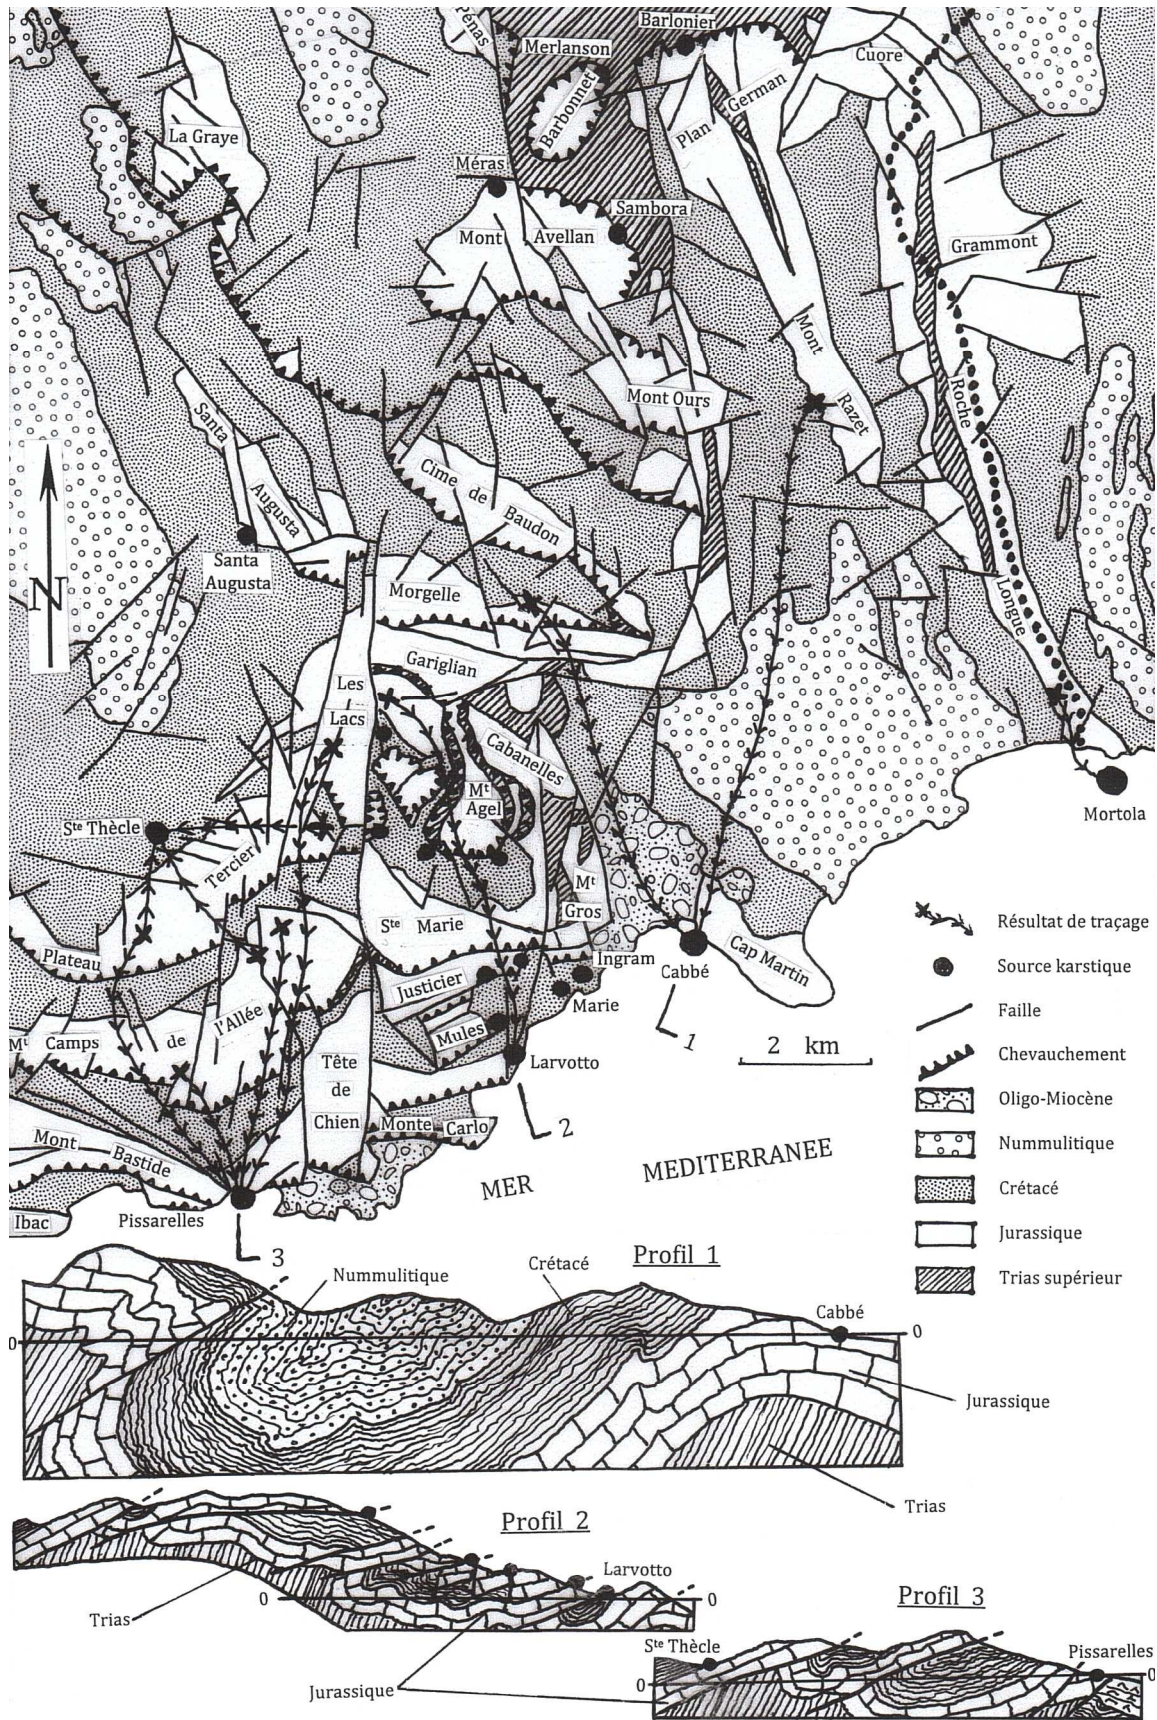 Pénas
Merlanson
Barlonier
Barbonnet
Cuore
German
Plan
La Graye
Méras
Sambora
Mont
Avellan
Grammont
Mont
Razet
Mont Ours
Roche
Longue
Santa
Augusta
Cime de
Baudon
N
Santa
Augusta
Morgelle
Gariglian
Les
Lacs
Cabanelles
Mt
Agel
Ste Thècle
Tercier
Mortola
Mt
Gros
Ste Marie
Plateau
Justicier
Ingram
Cabbé
Cap Martin
Marie
Mules
Mt Camps
de
l'Allée
Larvotto
Tête
de
Chien
Monte Carlo
Mont
Bastide
Ibac
Pissarelles
1
2
3
2 km
MER
MEDITERRANEE
Résultat de traçage
Source karstique
Faille
Chevauchement
Oligo-Miocène
Nummulitique
Crétacé
Jurassique
Trias supérieur
Profil 1
Nummulitique
Crétacé
Cabbé
0
0
Jurassique
Trias
Profil 2
Larvotto
0
0
Trias
Jurassique
Profil 3
Ste Thècle
Pissarelles
0
0